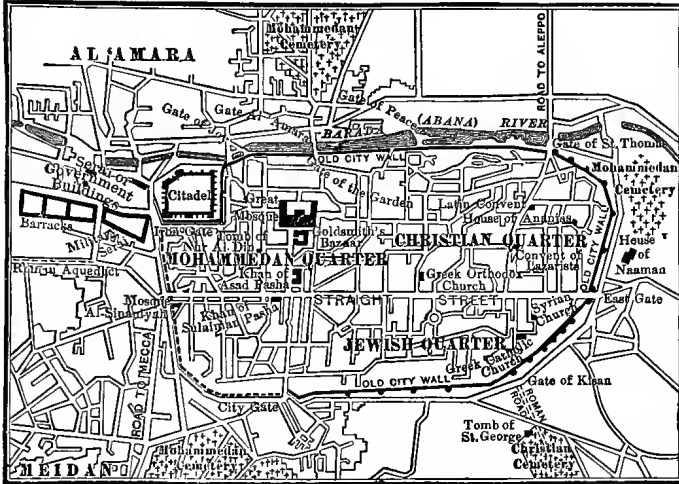 AL 'AMARA
Mohammedan
Cemetery
ROAD TO ALEPPO
Gate of Peace
(ABANA)
RIVER
Gate Al
BARADA
OLD CITY WALL
Gate of St. Thomas
Mohammedan
Cemetery
Serai or
Government
Buildings
Citadel
Great
Mosque
Gate of the Garden
Latin Convent
House of Ananias
Barracks
Iron Gate
Tomb of
Nur Al Din
Goldsmith's
Bazaar
CHRISTIAN QUARTER
Convent of
Lazarists
OLD CITY WALL
House
of
Naaman
MOHAMMEDAN QUARTER
Roman Aquedict
Khan of
Asad Pasha
Greek Orthodox
Church
Mosque
Al Sinaniyah
STRAIGHT STREET
East Gate
Khan of
Sulaiman Pasha
Syrian
Church
JEWISH QUARTER
Greek Catholic
Church
ROAD TO MECCA
OLD CITY WALL
Gate of Kisan
City Gate
ROMAN
ROAD
Tomb of
St. George
MEIDAN
Mohammedan
Cemetery
Christian
Cemetery